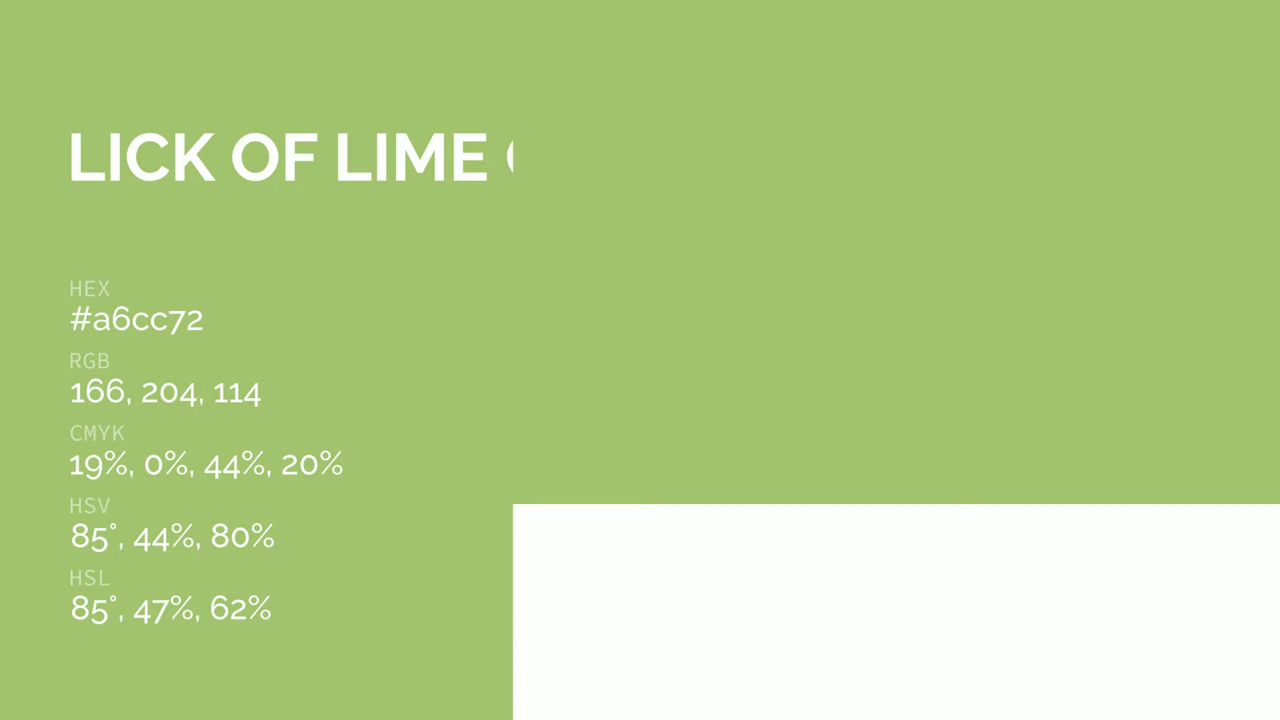 LICK OF LIME
HEX
#a6cc72
RGB
166, 204, 114
CMYK
19%, 0%, 44%, 20%
HSV
85°, 44%, 80%
HSL
85°, 47%, 62%